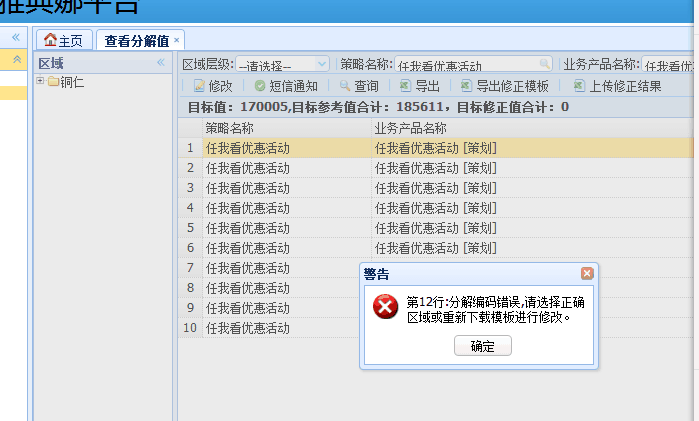 雅典娜平台
主页
查看分解值
区域
铜仁
区域层级: --请选择-- 策略名称: 任我看优惠活动 业务产品名称: 任我看优惠
修改 短信通知 查询 导出 导出修正模板 上传修正结果
目标值：170005,目标参考值合计：185611，目标修正值合计：0
策略名称 业务产品名称
1 任我看优惠活动 任我看优惠活动 [策划]
2 任我看优惠活动 任我看优惠活动 [策划]
3 任我看优惠活动 任我看优惠活动 [策划]
4 任我看优惠活动 任我看优惠活动 [策划]
5 任我看优惠活动 任我看优惠活动 [策划]
6 任我看优惠活动 任我看优惠活动 [策划]
7 任我看优惠活动
8 任我看优惠活动
9 任我看优惠活动
10 任我看优惠活动
警告
第12行:分解编码错误,请选择正确
区域或重新下载模板进行修改。
确定